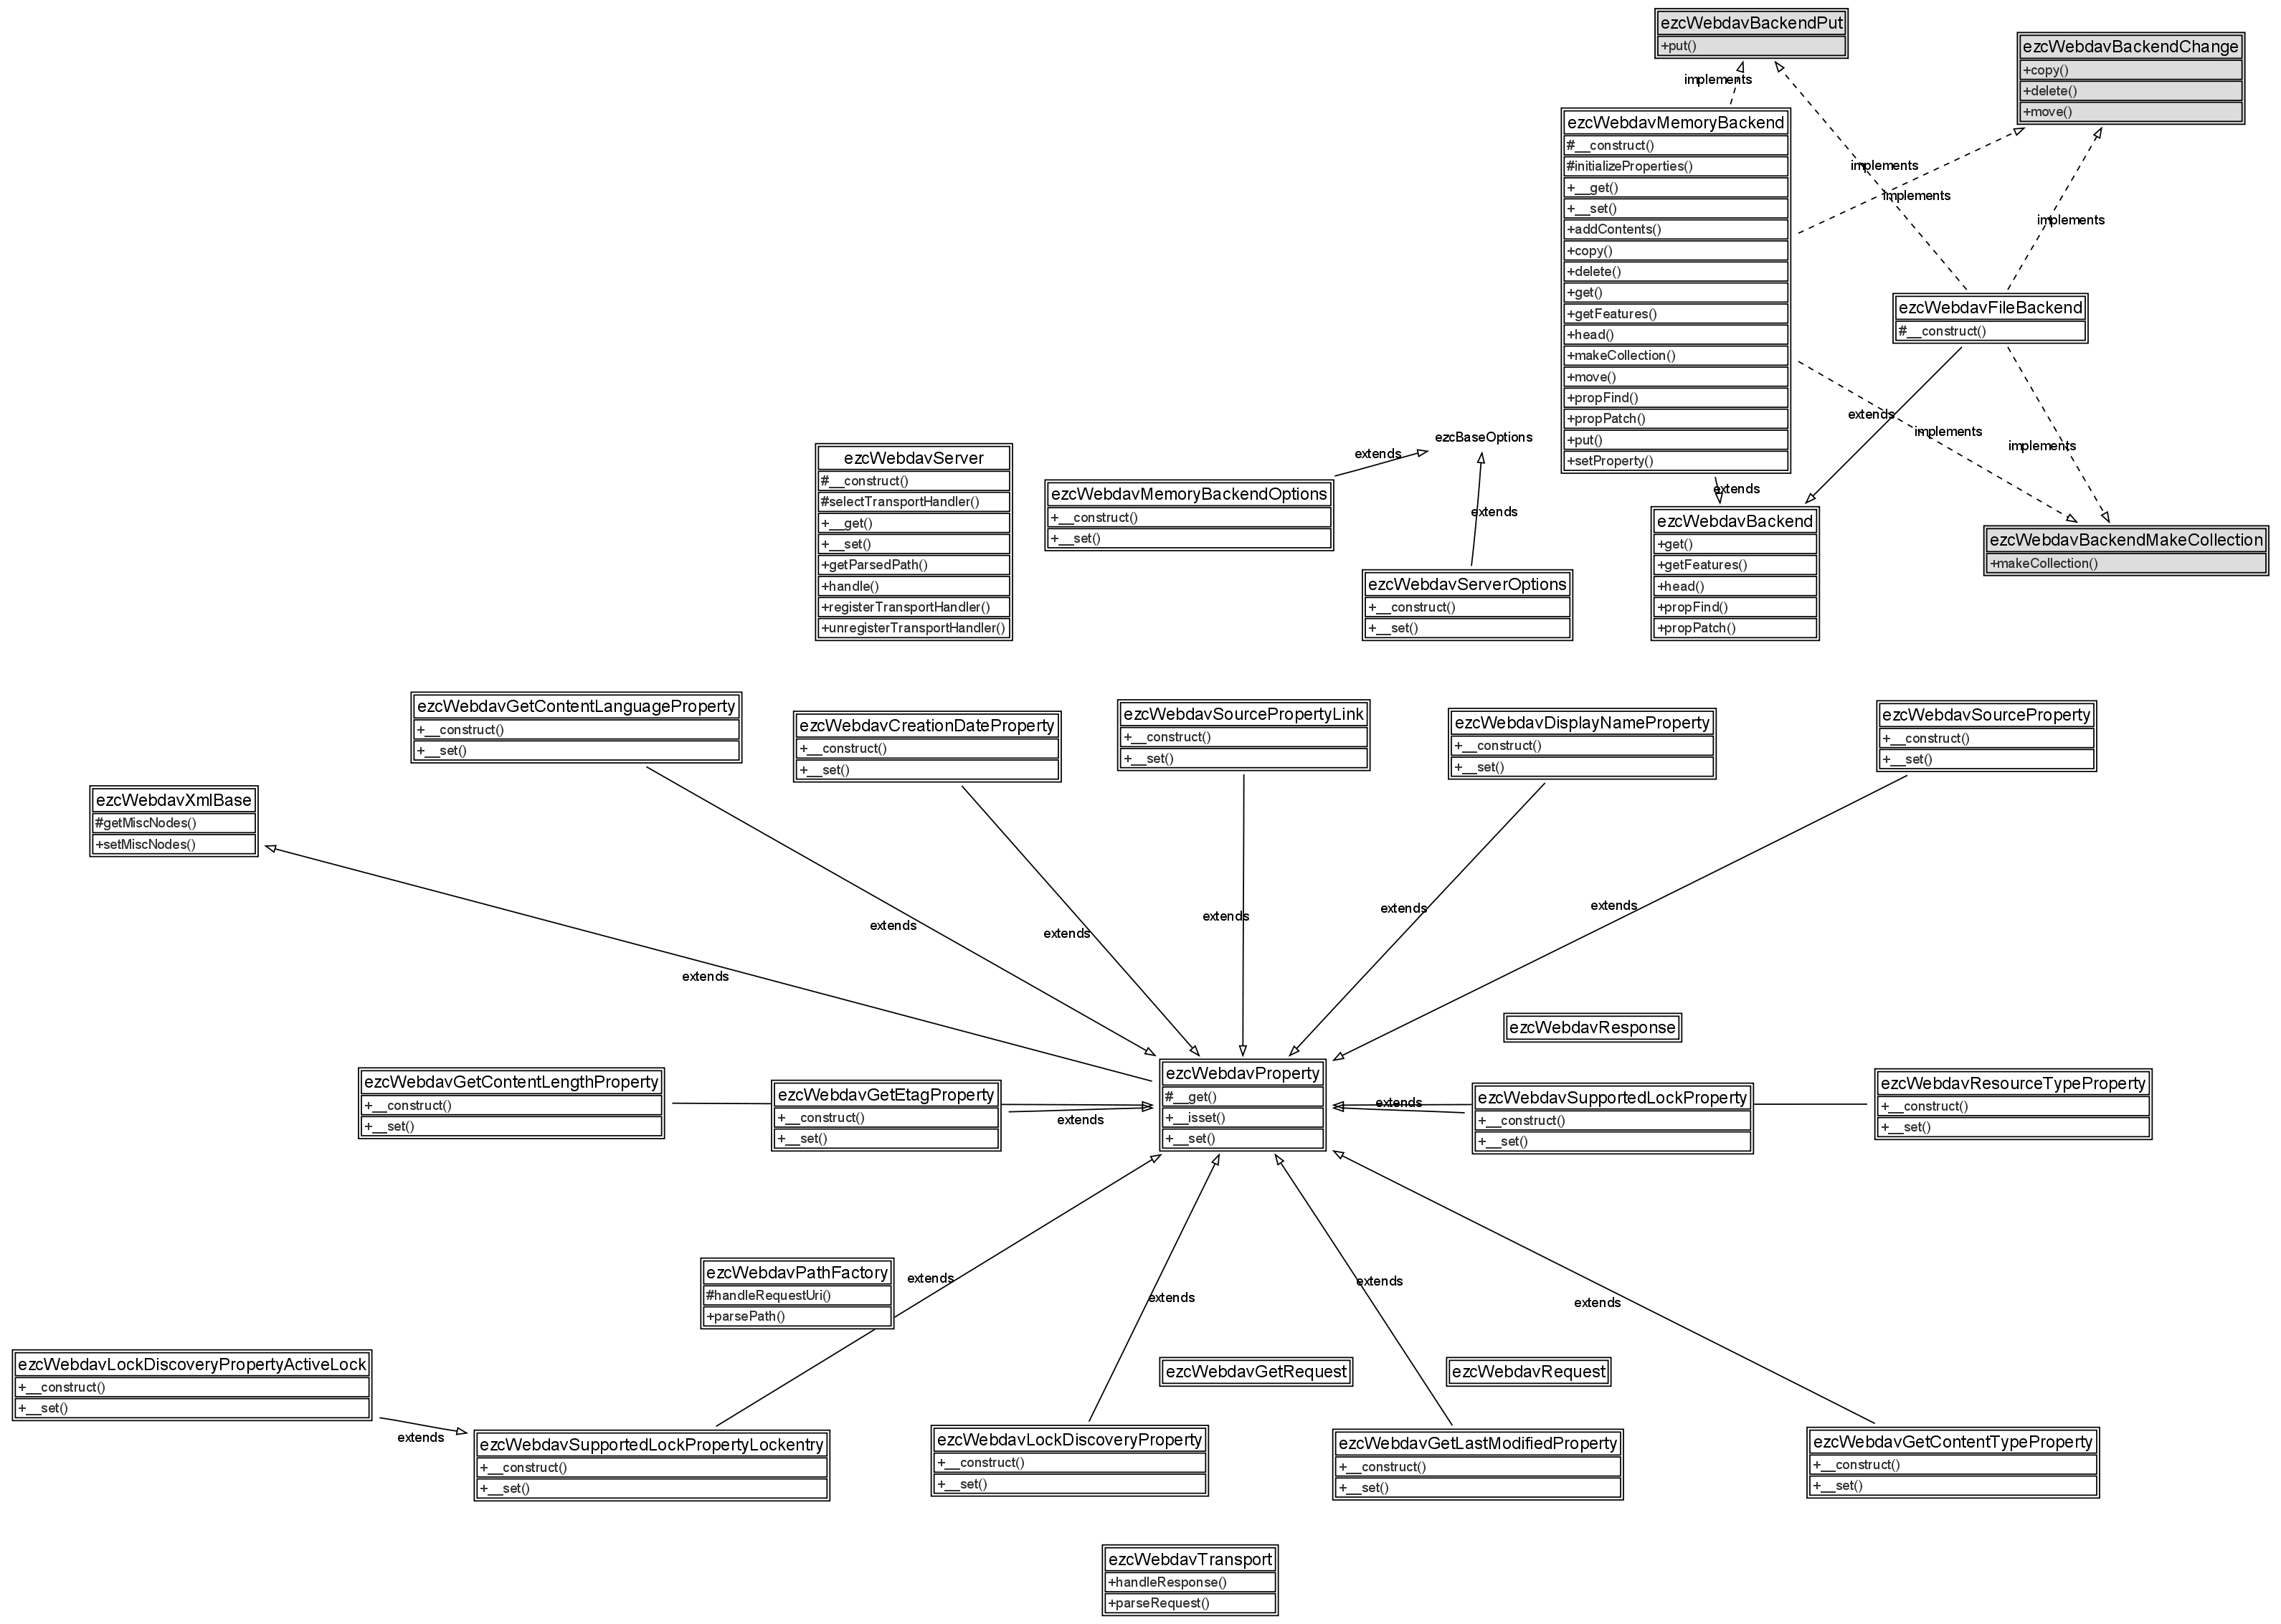 ezcWebdavBackendPut
+put()
ezcWebdavBackendChange
+copy()
+delete()
+move()
implements
ezcWebdavMemoryBackend
#__construct()
#initializeProperties()
+__get()
+__set()
+addContents()
+copy()
+delete()
+get()
+getFeatures()
+head()
+makeCollection()
+move()
+propFind()
+propPatch()
+put()
+setProperty()
implements
implements
implements
ezcWebdavFileBackend
#__construct()
extends
implements
implements
ezcBaseOptions
extends
extends
extends
ezcWebdavServer
#__construct()
#selectTransportHandler()
+__get()
+__set()
+getParsedPath()
+handle()
+registerTransportHandler()
+unregisterTransportHandler()
ezcWebdavMemoryBackendOptions
+__construct()
+__set()
ezcWebdavServerOptions
+__construct()
+__set()
ezcWebdavBackend
+get()
+getFeatures()
+head()
+propFind()
+propPatch()
ezcWebdavBackendMakeCollection
+makeCollection()
ezcWebdavGetContentLanguageProperty
+__construct()
+__set()
ezcWebdavCreationDateProperty
+__construct()
+__set()
ezcWebdavSourcePropertyLink
+__construct()
+__set()
ezcWebdavDisplayNameProperty
+__construct()
+__set()
ezcWebdavSourceProperty
+__construct()
+__set()
ezcWebdavXmlBase
#getMiscNodes()
+setMiscNodes()
extends
extends
extends
extends
extends
extends
ezcWebdavResponse
ezcWebdavGetContentLengthProperty
+__construct()
+__set()
ezcWebdavGetEtagProperty
+__construct()
+__set()
extends
ezcWebdavProperty
#__get()
+__isset()
+__set()
extends
ezcWebdavSupportedLockProperty
+__construct()
+__set()
ezcWebdavResourceTypeProperty
+__construct()
+__set()
ezcWebdavPathFactory
#handleRequestUri()
+parsePath()
extends
extends
extends
extends
ezcWebdavLockDiscoveryPropertyActiveLock
+__construct()
+__set()
extends
ezcWebdavGetRequest
ezcWebdavRequest
ezcWebdavSupportedLockPropertyLockentry
+__construct()
+__set()
ezcWebdavLockDiscoveryProperty
+__construct()
+__set()
ezcWebdavGetLastModifiedProperty
+__construct()
+__set()
ezcWebdavGetContentTypeProperty
+__construct()
+__set()
ezcWebdavTransport
+handleResponse()
+parseRequest()